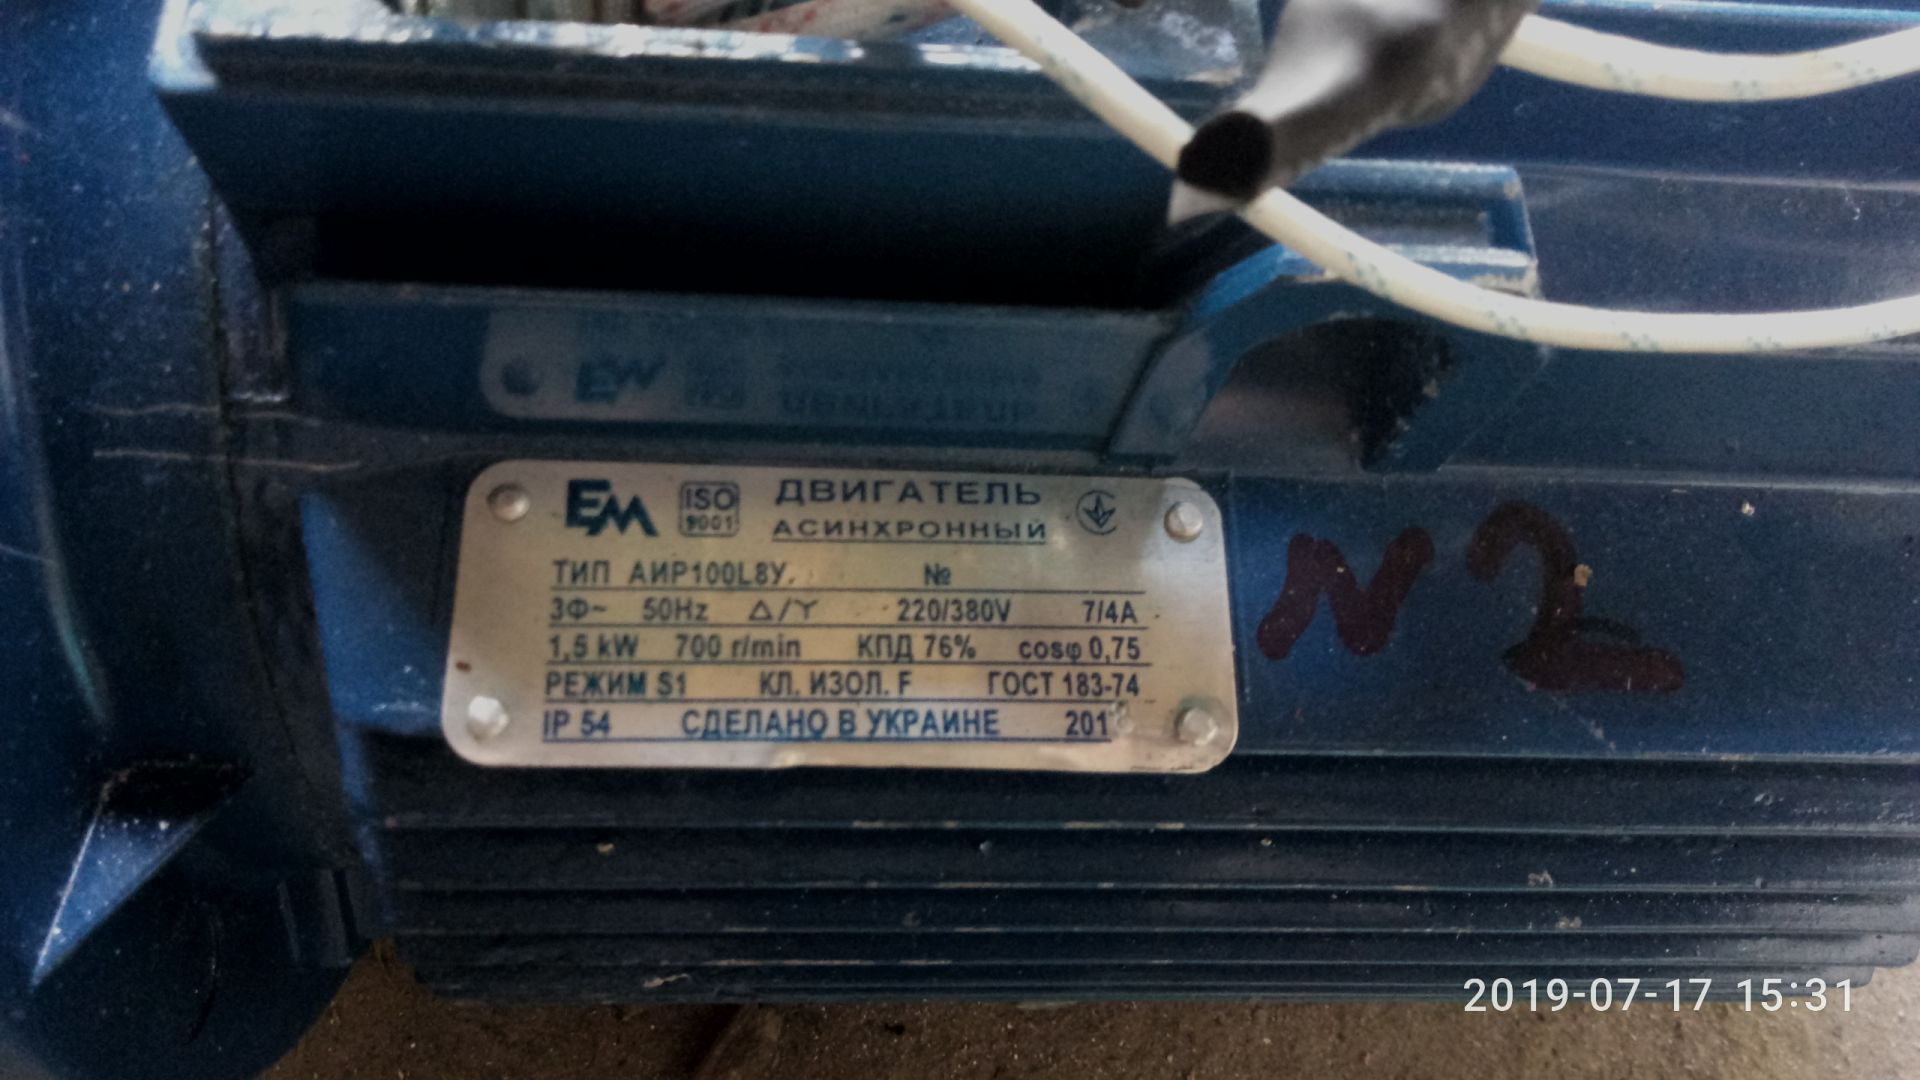 EM ISO 9001 ДВИГАТЕЛЬ
АСИНХРОННЫЙ
ТИП АИР100L8У. №
3Ф~ 50Hz Δ/Y 220/380V 7/4A
1,5 kW 700 r/min КПД 76% cosφ 0,75
РЕЖИМ S1 КЛ. ИЗОЛ. F ГОСТ 183-74
IP 54 СДЕЛАНО В УКРАИНЕ 201
N2
2019-07-17 15:31